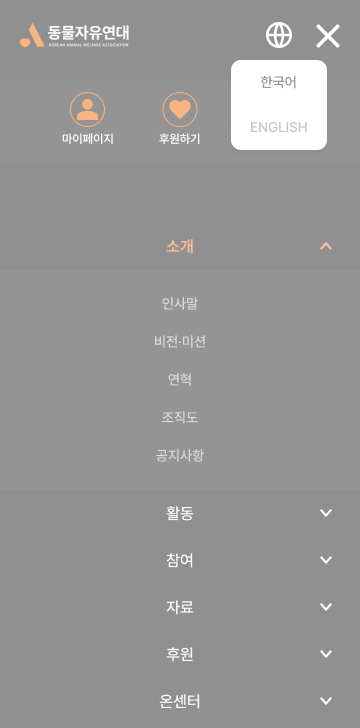 동물자유연대
KOREAN ANIMAL WELFARE ASSOCIATION
한국어
ENGLISH
마이페이지
후원하기
소개
인사말
비전·미션
연혁
조직도
공지사항
활동
참여
자료
후원
온센터